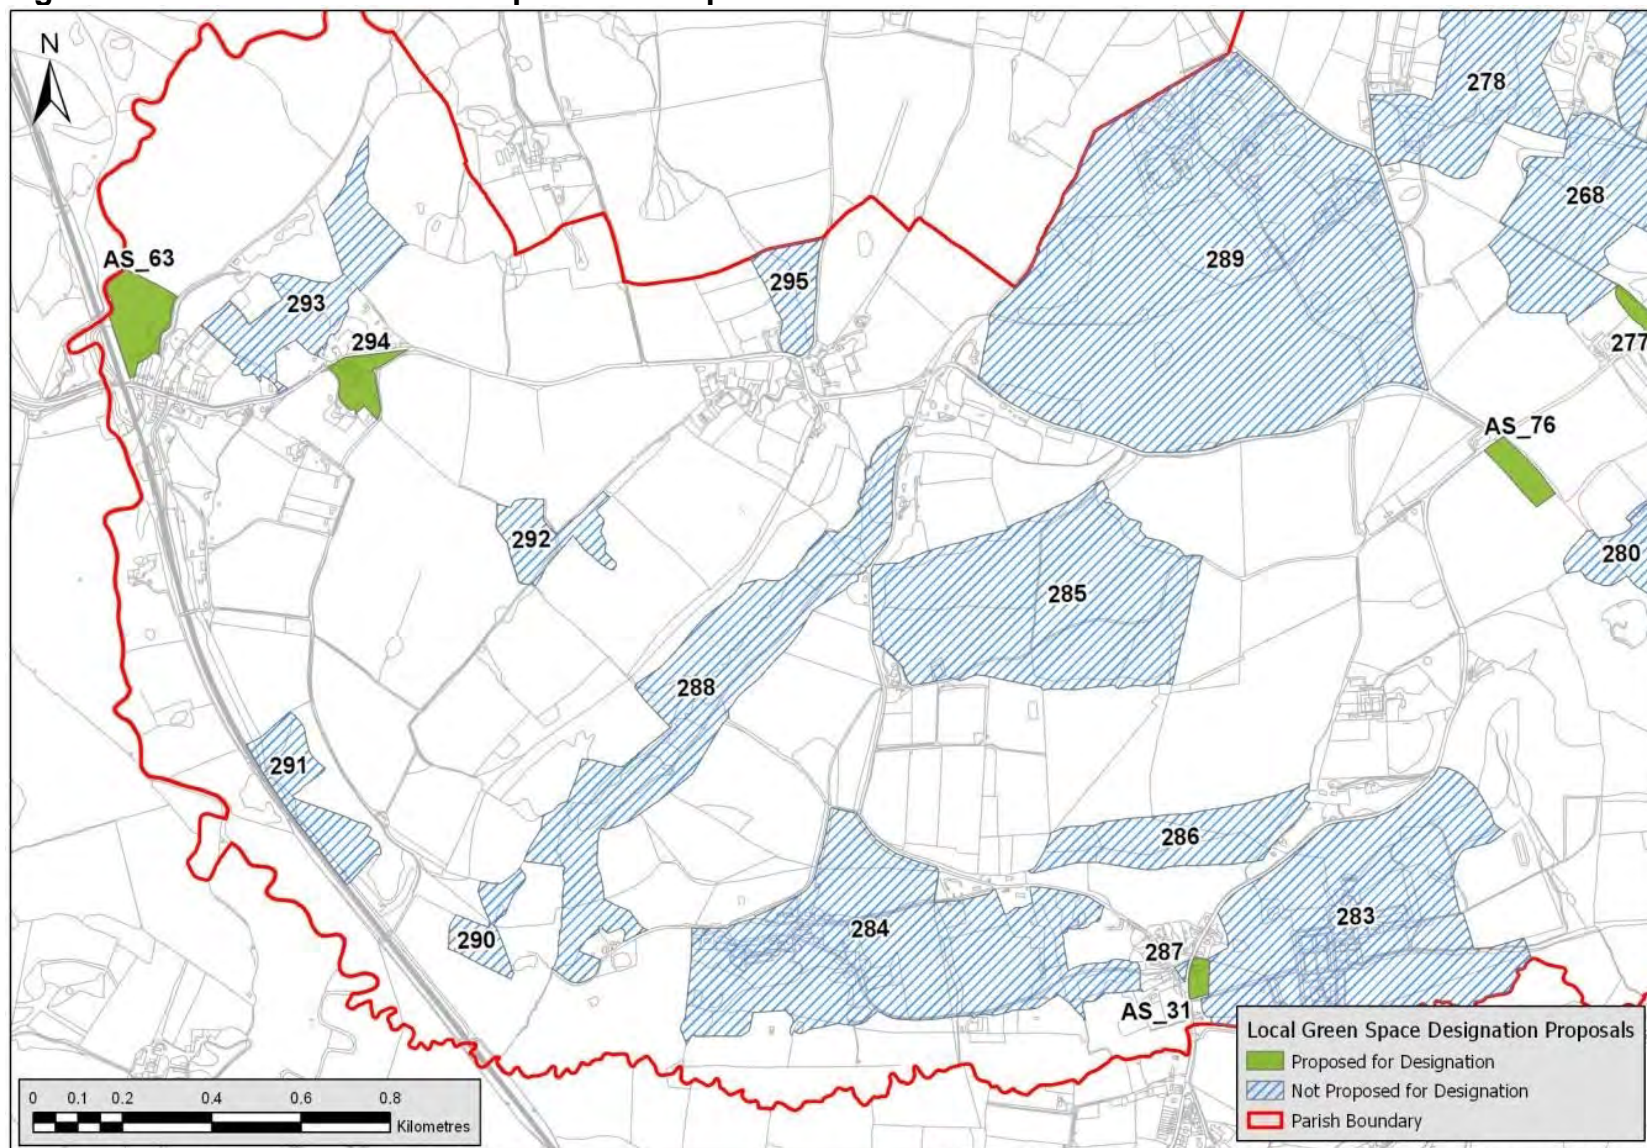 N
278
268
289
AS_63
295
293
294
277
AS_76
292
280
285
288
291
286
284
283
290
287
AS_31
Local Green Space Designation Proposals
Proposed for Designation
Not Proposed for Designation
Parish Boundary
0 0.1 0.2 0.4 0.6 0.8
Kilometres